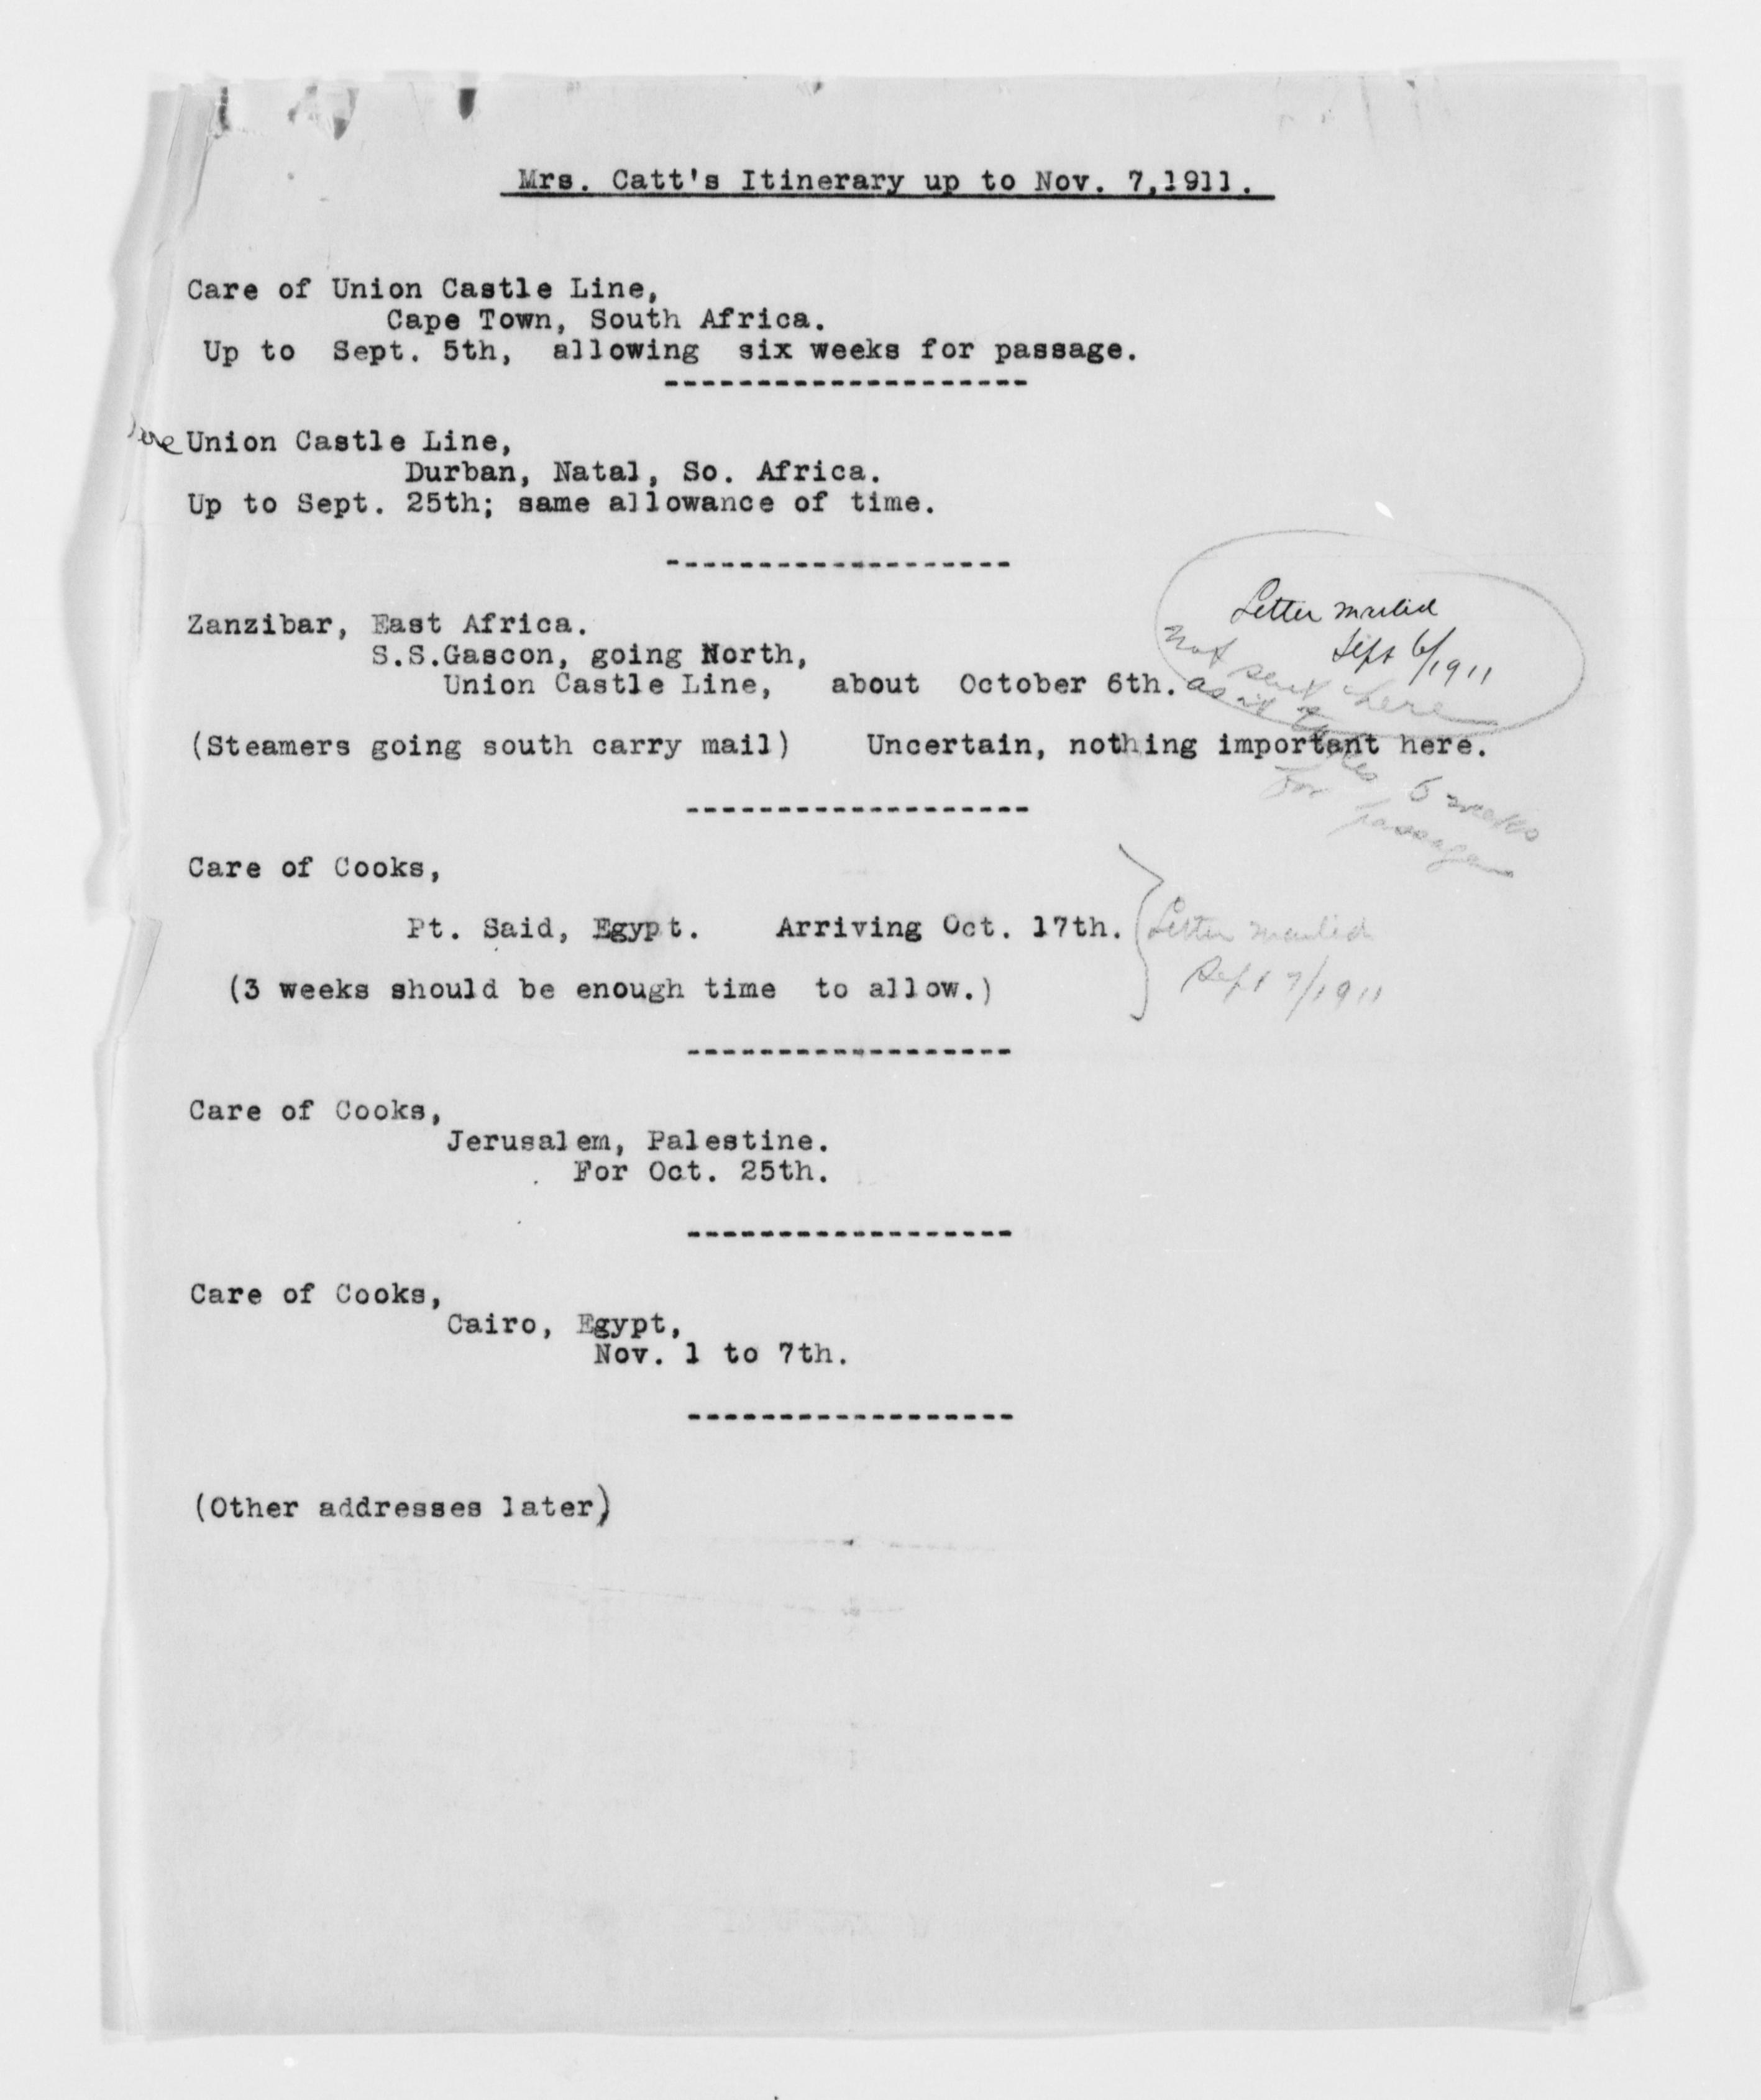 Mrs. Catt's Itinerary up to Nov. 7,1911.
Care of Union Castle Line,
Cape Town, South Africa.
Up to Sept. 5th, allowing six weeks for passage.
--------------------
Union Castle Line,
Durban, Natal, So. Africa.
Up to Sept. 25th; same allowance of time.
-------------------
Letter mailed
Sept 6/1911
Zanzibar, East Africa.
S.S.Gascon, going North,
Union Castle Line, about October 6th.
Not sent here
as it takes 6 weeks
for passage
(Steamers going south carry mail) Uncertain, nothing important here.
-------------------
Care of Cooks,
Pt. Said, Egypt. Arriving Oct. 17th.
Letter mailed
Sept 7/1911
(3 weeks should be enough time to allow.)
------------------
Care of Cooks,
Jerusalem, Palestine.
For Oct. 25th.
------------------
Care of Cooks,
Cairo, Egypt,
Nov. 1 to 7th.
------------------
(Other addresses later)